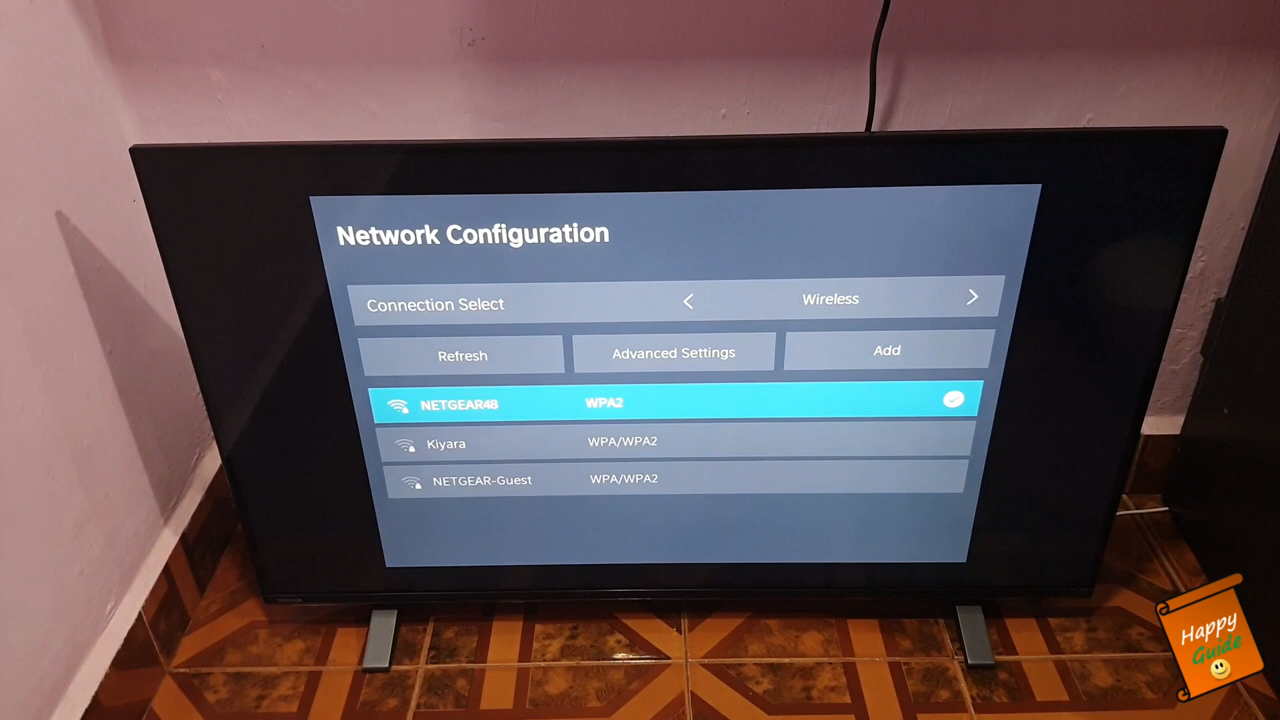 Network Configuration
Connection Select < Wireless >
Refresh Advanced Settings Add
NETGEAR48 WPA2
Kiyara WPA/WPA2
NETGEAR-Guest WPA/WPA2
Happy
Guide